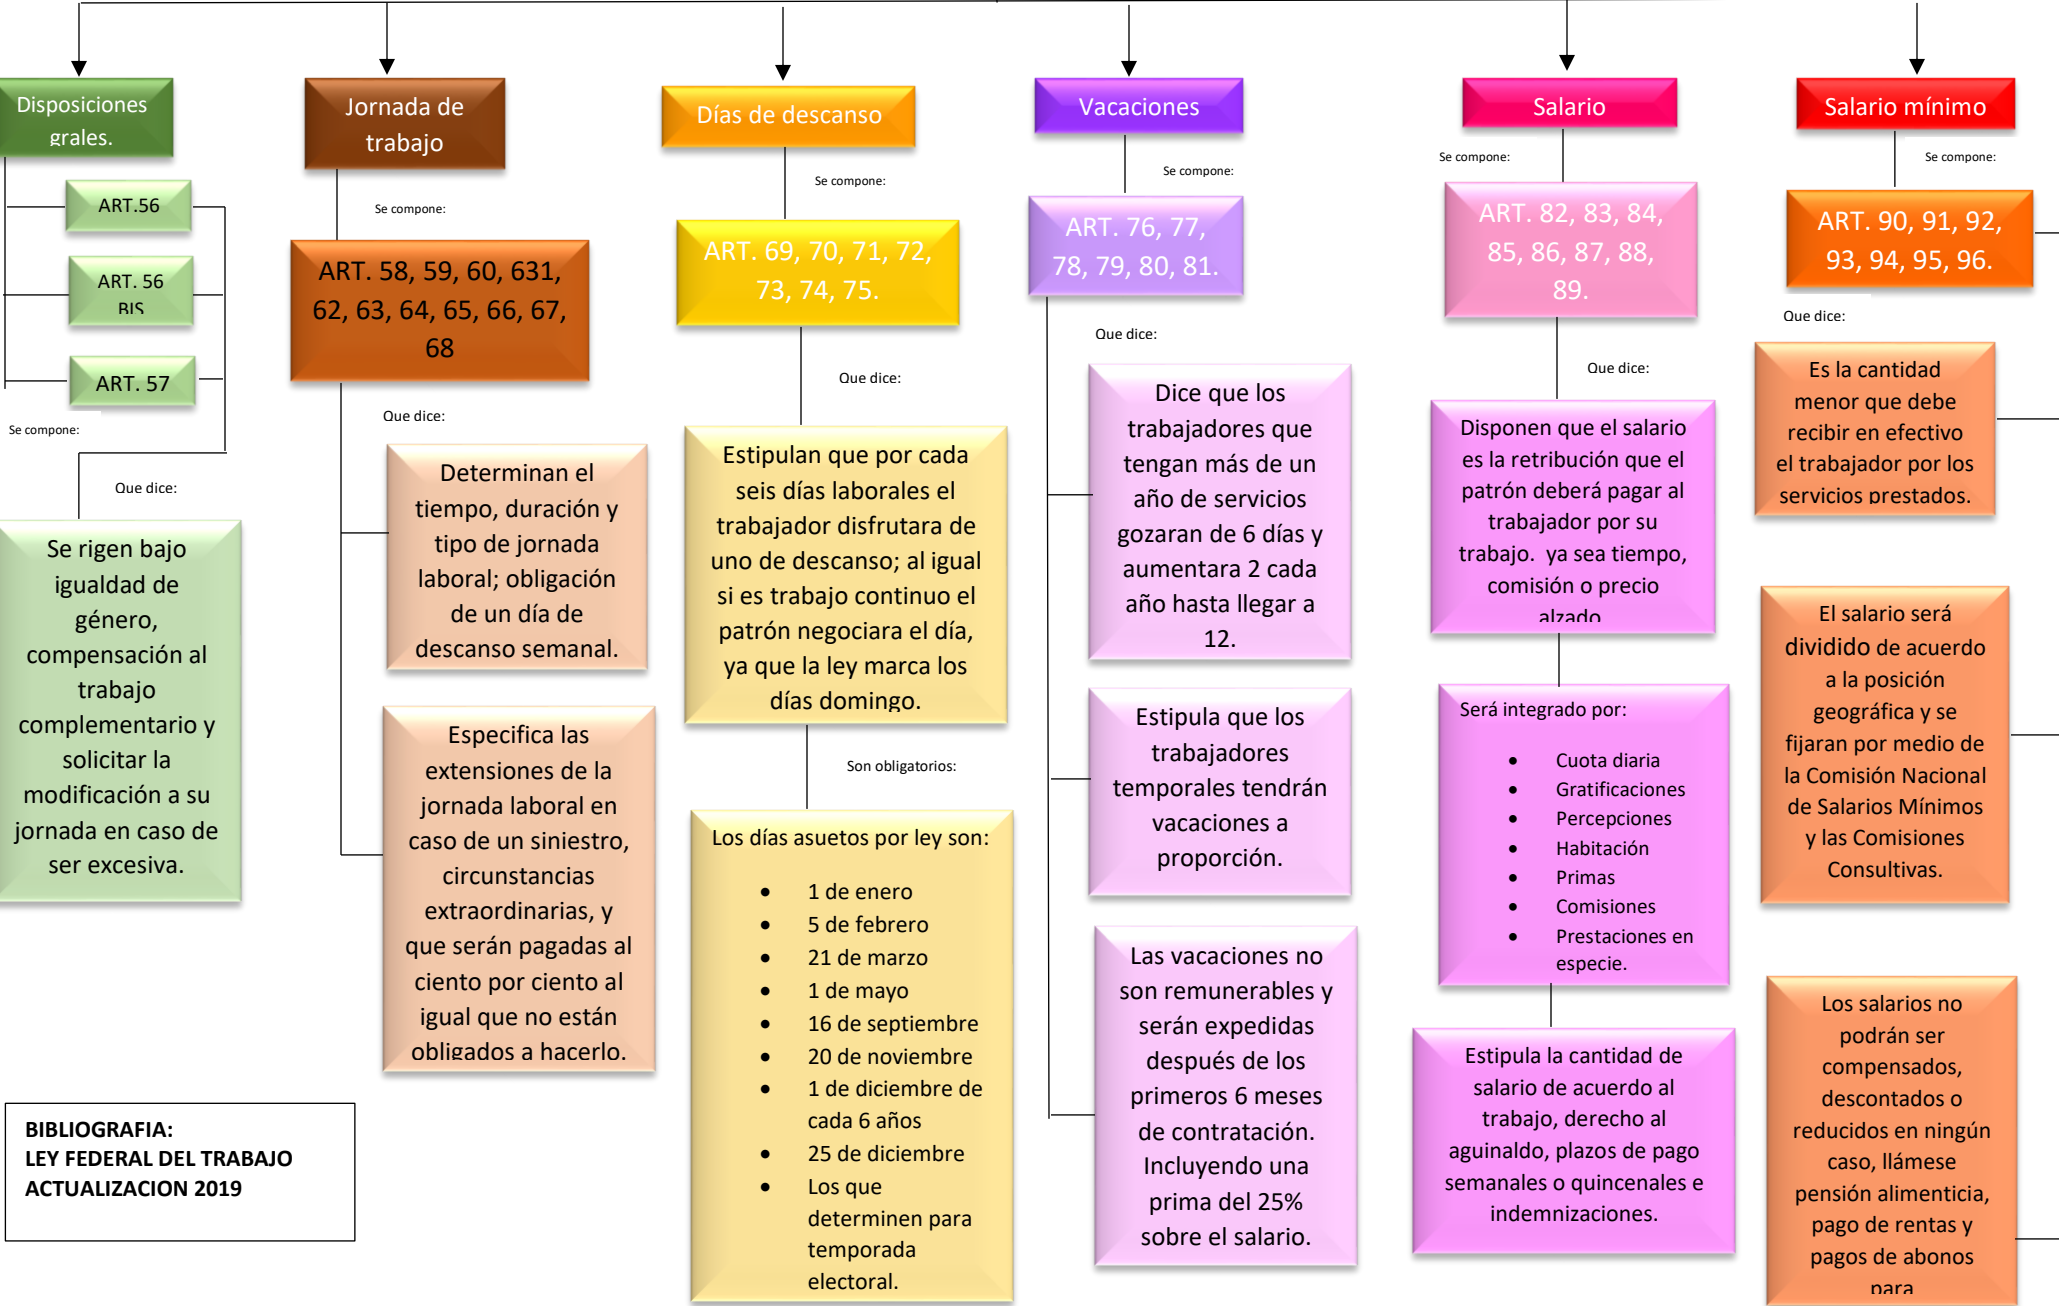 Disposiciones
grales.
ART.56
ART. 56
BIS
ART. 57
Se compone:
Que dice:
Se rigen bajo
igualdad de
género,
compensación al
trabajo
complementario y
solicitar la
modificación a su
jornada en caso de
ser excesiva.
Jornada de
trabajo
Se compone:
ART. 58, 59, 60, 631,
62, 63, 64, 65, 66, 67,
68
Que dice:
Determinan el
tiempo, duración y
tipo de jornada
laboral; obligación
de un día de
descanso semanal.
Especifica las
extensiones de la
jornada laboral en
caso de un siniestro,
circunstancias
extraordinarias, y
que serán pagadas al
ciento por ciento al
igual que no están
obligados a hacerlo.
Días de descanso
Se compone:
ART. 69, 70, 71, 72,
73, 74, 75.
Que dice:
Estipulan que por cada
seis días laborales el
trabajador disfrutara de
uno de descanso; al igual
si es trabajo continuo el
patrón negociara el día,
ya que la ley marca los
días domingo.
Son obligatorios:
Los días asuetos por ley son:
• 1 de enero
• 5 de febrero
• 21 de marzo
• 1 de mayo
• 16 de septiembre
• 20 de noviembre
• 1 de diciembre de
cada 6 años
• 25 de diciembre
• Los que
determinen para
temporada
electoral.
Vacaciones
Se compone:
ART. 76, 77,
78, 79, 80, 81.
Que dice:
Dice que los
trabajadores que
tengan más de un
año de servicios
gozaran de 6 días y
aumentara 2 cada
año hasta llegar a
12.
Estipula que los
trabajadores
temporales tendrán
vacaciones a
proporción.
Las vacaciones no
son remunerables y
serán expedidas
después de los
primeros 6 meses
de contratación.
Incluyendo una
prima del 25%
sobre el salario.
Salario
Se compone:
ART. 82, 83, 84,
85, 86, 87, 88,
89.
Que dice:
Disponen que el salario
es la retribución que el
patrón deberá pagar al
trabajador por su
trabajo. ya sea tiempo,
comisión o precio
alzado
Será integrado por:
• Cuota diaria
• Gratificaciones
• Percepciones
• Habitación
• Primas
• Comisiones
• Prestaciones en
especie.
Estipula la cantidad de
salario de acuerdo al
trabajo, derecho al
aguinaldo, plazos de pago
semanales o quincenales e
indemnizaciones.
Salario mínimo
Se compone:
ART. 90, 91, 92,
93, 94, 95, 96.
Que dice:
Es la cantidad
menor que debe
recibir en efectivo
el trabajador por los
servicios prestados.
El salario será
dividido de acuerdo
a la posición
geográfica y se
fijaran por medio de
la Comisión Nacional
de Salarios Mínimos
y las Comisiones
Consultivas.
Los salarios no
podrán ser
compensados,
descontados o
reducidos en ningún
caso, llámese
pensión alimenticia,
pago de rentas y
pagos de abonos
para
BIBLIOGRAFIA:
LEY FEDERAL DEL TRABAJO
ACTUALIZACION 2019